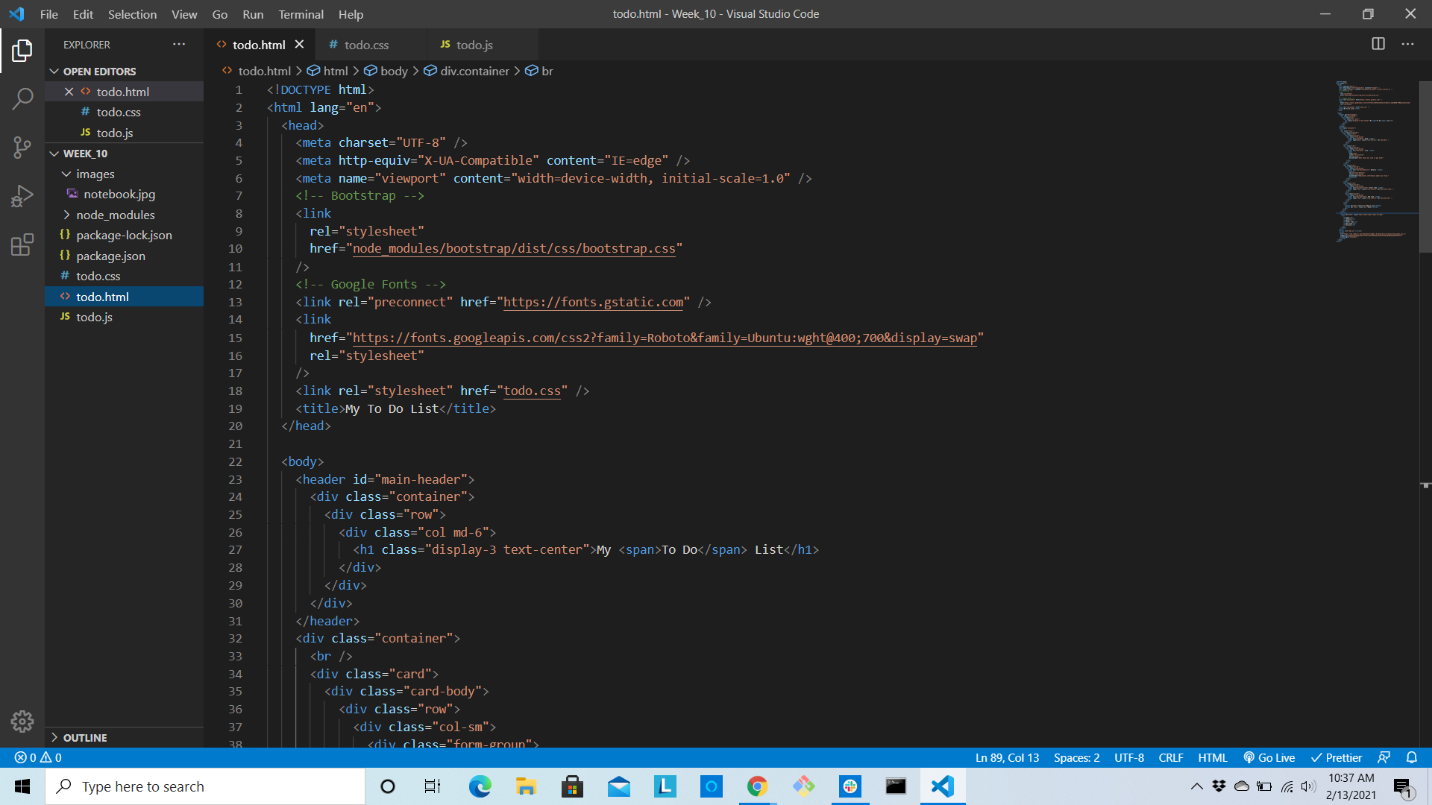 File Edit Selection View Go Run Terminal Help
todo.html - Week_10 - Visual Studio Code
EXPLORER
OPEN EDITORS
todo.html
# todo.css
JS todo.js
WEEK_10
images
notebook.jpg
node_modules
{} package-lock.json
{} package.json
# todo.css
<> todo.html
JS todo.js
OUTLINE
<> todo.html # todo.css JS todo.js
<> todo.html > html > body > div.container > br
1 <!DOCTYPE html>
2 <html lang="en">
3 <head>
4 <meta charset="UTF-8" />
5 <meta http-equiv="X-UA-Compatible" content="IE=edge" />
6 <meta name="viewport" content="width=device-width, initial-scale=1.0" />
7 <!-- Bootstrap -->
8 <link
9 rel="stylesheet"
10 href="node_modules/bootstrap/dist/css/bootstrap.css"
11 />
12 <!-- Google Fonts -->
13 <link rel="preconnect" href="https://fonts.gstatic.com" />
14 <link
15 href="https://fonts.googleapis.com/css2?family=Roboto&family=Ubuntu:wght@400;700&display=swap"
16 rel="stylesheet"
17 />
18 <link rel="stylesheet" href="todo.css" />
19 <title>My To Do List</title>
20 </head>
21
22 <body>
23 <header id="main-header">
24 <div class="container">
25 <div class="row">
26 <div class="col md-6">
27 <h1 class="display-3 text-center">My <span>To Do</span> List</h1>
28 </div>
29 </div>
30 </div>
31 </header>
32 <div class="container">
33 <br />
34 <div class="card">
35 <div class="card-body">
36 <div class="row">
37 <div class="col-sm">
38 <div class="form-group">
0 0 Ln 89, Col 13 Spaces: 2 UTF-8 CRLF HTML Go Live Prettier
Type here to search
L
10:37 AM
2/13/2021
1